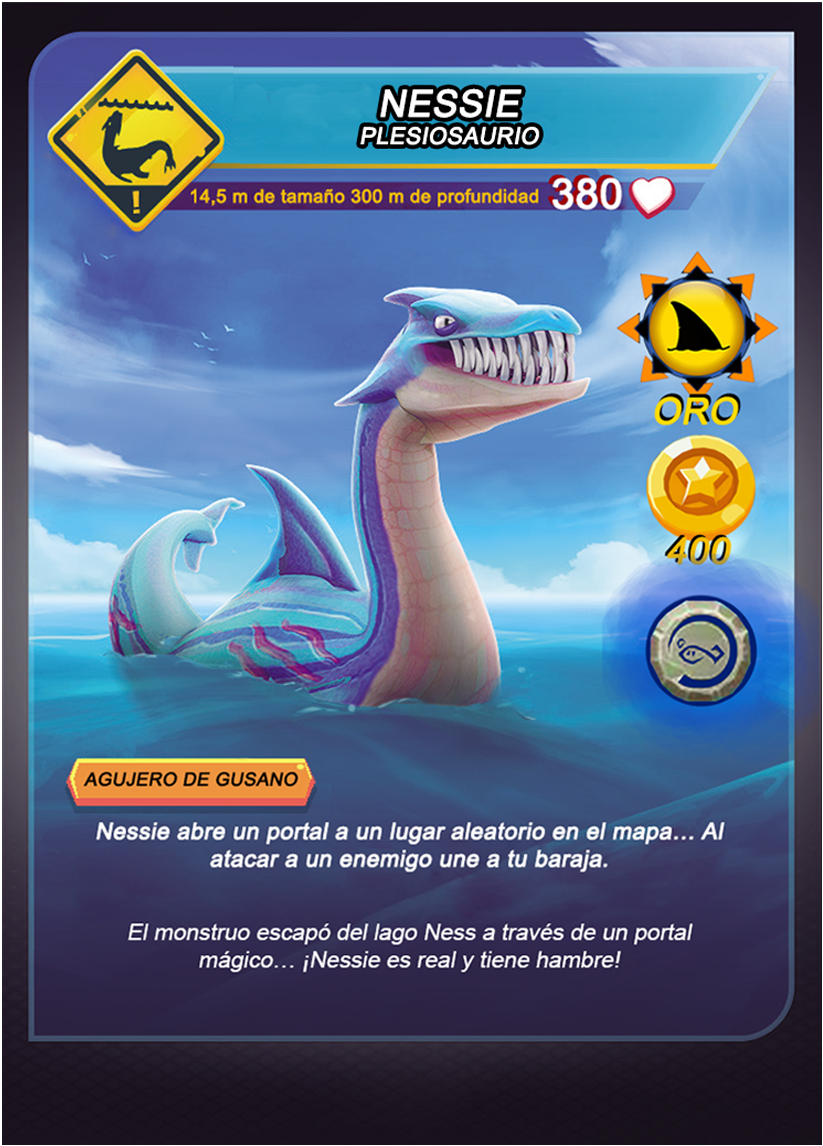 NESSIE
PLESIOSAURIO
14,5 m de tamaño 300 m de profundidad 380
!
ORO
400
AGUJERO DE GUSANO
Nessie abre un portal a un lugar aleatorio en el mapa… Al
atacar a un enemigo une a tu baraja.
El monstruo escapó del lago Ness a través de un portal
mágico… ¡Nessie es real y tiene hambre!